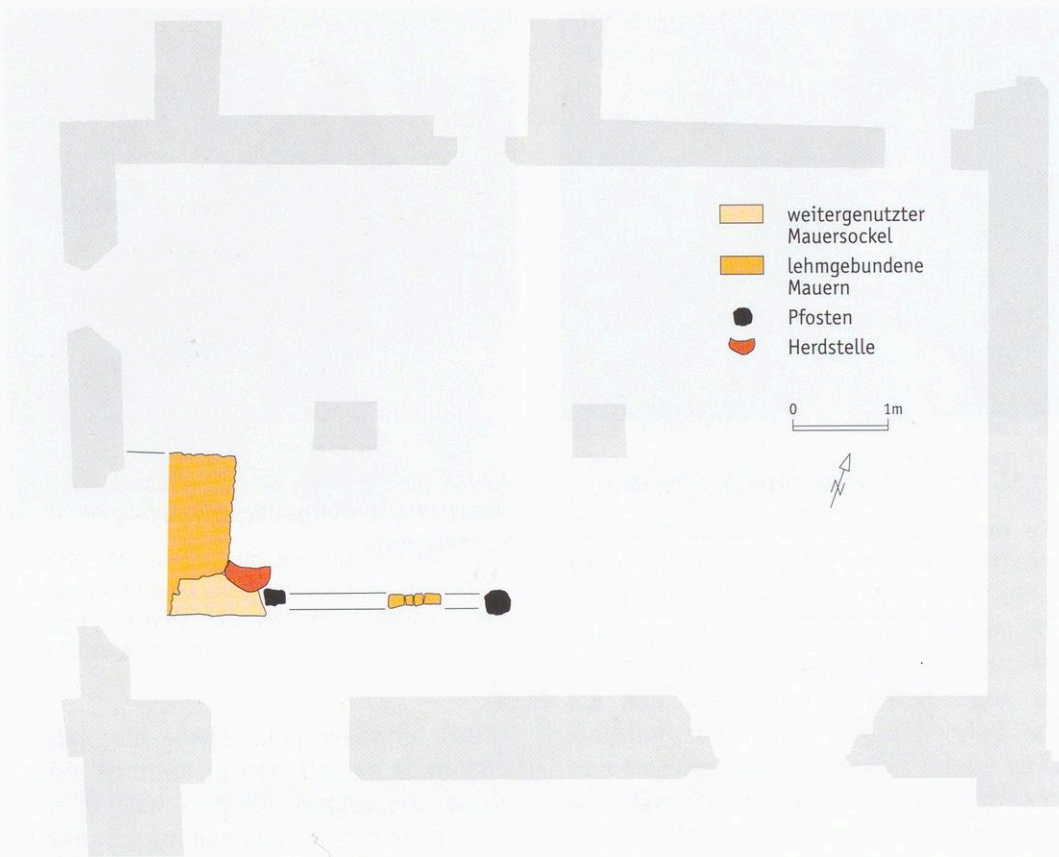 weitergenutzter
Mauersockel
lehmgebundene
Mauern
Pfosten
Herdstelle
0 1m
N